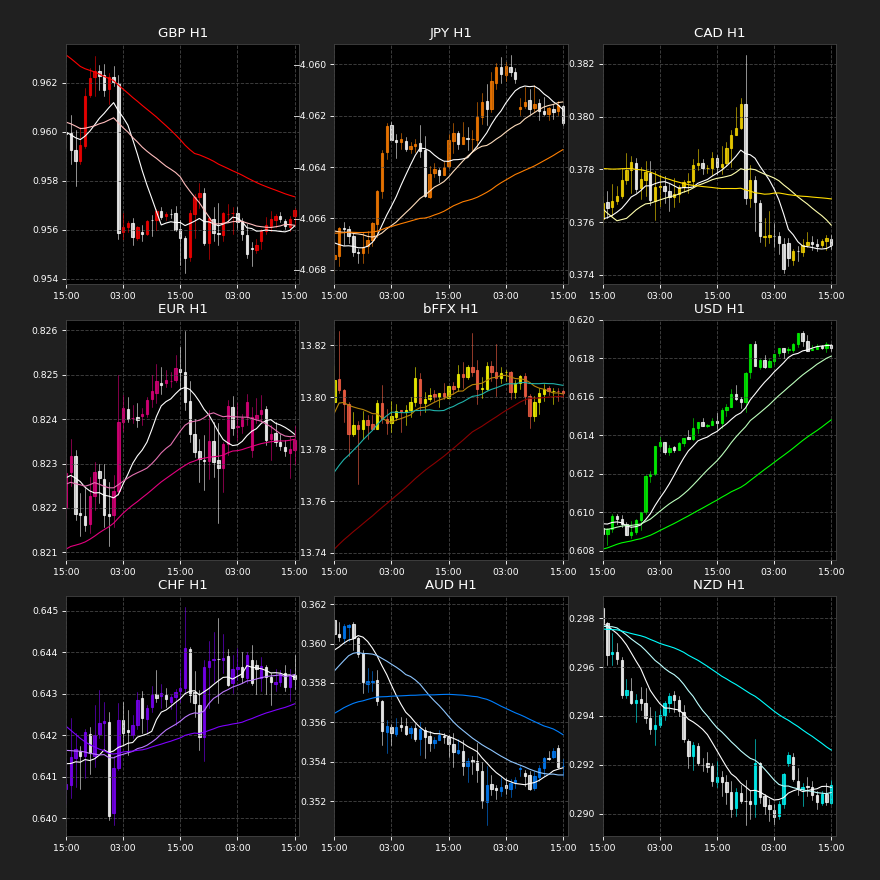 GBP H1
0.962
0.960
0.958
0.956
0.954
15:00 03:00 15:00 03:00 15:00
JPY H1
−4.060
−4.062
−4.064
−4.066
−4.068
15:00 03:00 15:00 03:00 15:00
CAD H1
0.382
0.380
0.378
0.376
0.374
15:00 03:00 15:00 03:00 15:00
EUR H1
0.826
0.825
0.824
0.823
0.822
0.821
15:00 03:00 15:00 03:00 15:00
bFFX H1
13.82
13.80
13.78
13.76
13.74
15:00 03:00 15:00 03:00 15:00
USD H1
0.620
0.618
0.616
0.614
0.612
0.610
0.608
15:00 03:00 15:00 03:00 15:00
CHF H1
0.645
0.644
0.643
0.642
0.641
0.640
15:00 03:00 15:00 03:00 15:00
AUD H1
0.362
0.360
0.358
0.356
0.354
0.352
15:00 03:00 15:00 03:00 15:00
NZD H1
0.298
0.296
0.294
0.292
0.290
15:00 03:00 15:00 03:00 15:00